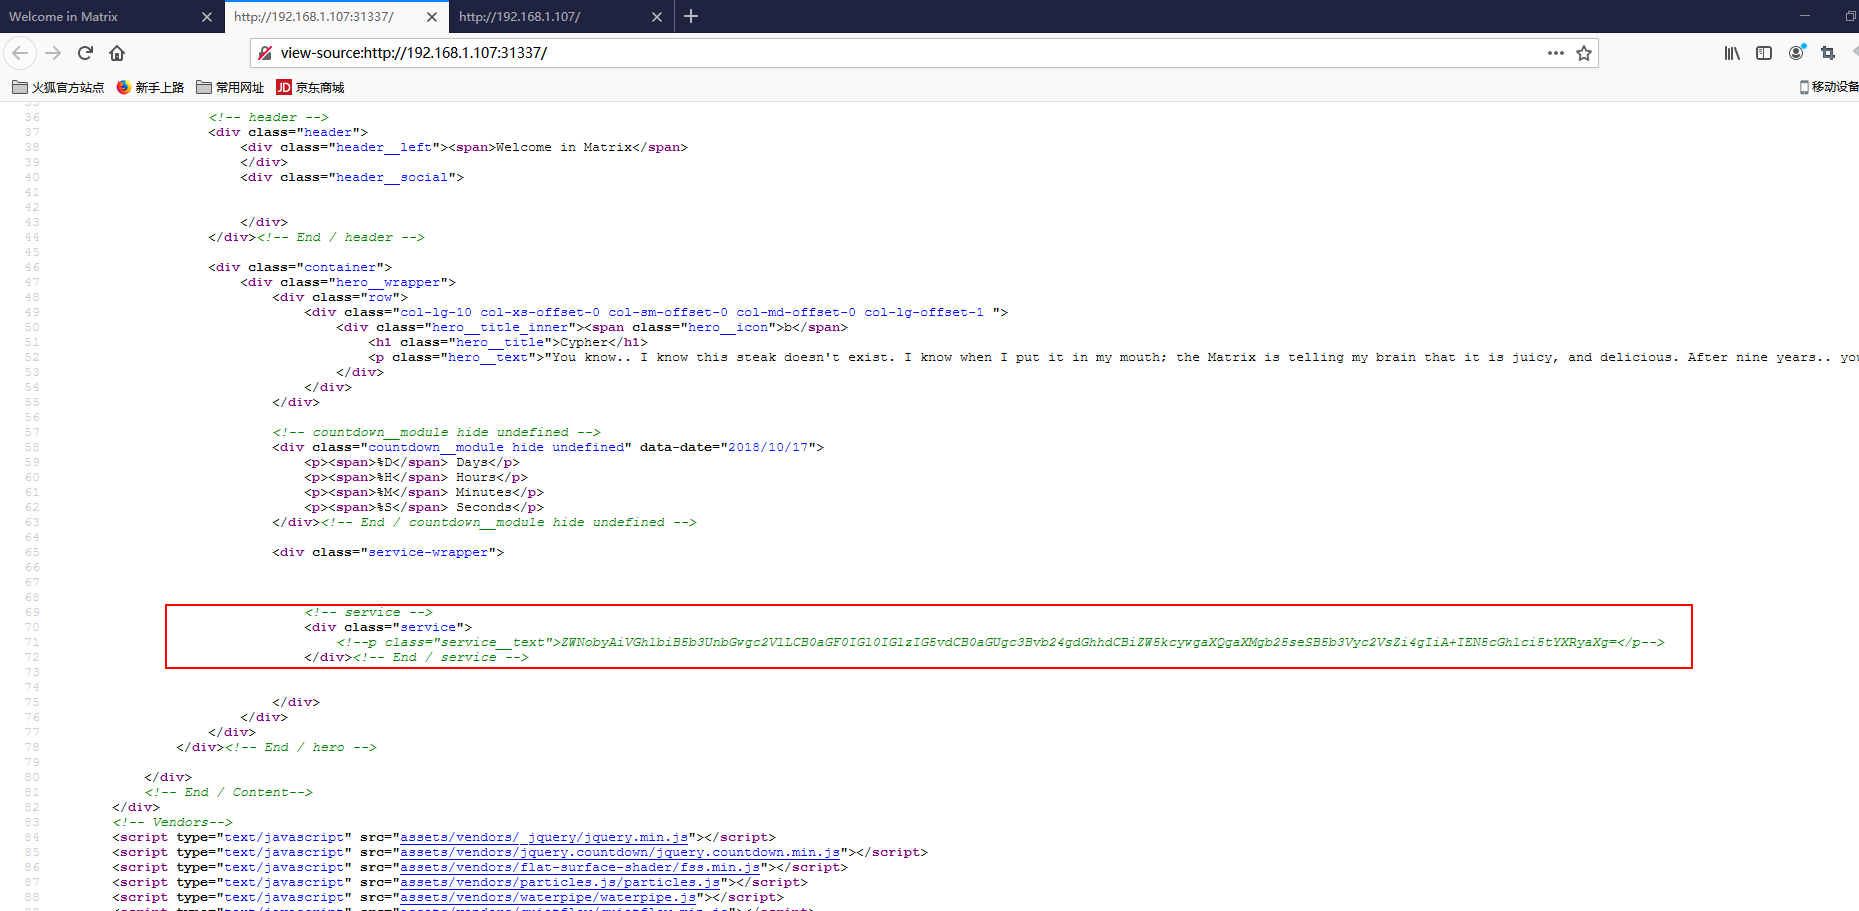 Welcome in Matrix
http://192.168.1.107:31337/
http://192.168.1.107/
view-source:http://192.168.1.107:31337/
火狐官方站点 新手上路 常用网址 JD 京东商城 移动设备
35
36 <!-- header -->
37 <div class="header">
38 <div class="header__left"><span>Welcome in Matrix</span>
39 </div>
40 <div class="header__social">
41
42
43 </div>
44 </div><!-- End / header -->
45
46 <div class="container">
47 <div class="hero__wrapper">
48 <div class="row">
49 <div class="col-lg-10 col-xs-offset-0 col-sm-offset-0 col-md-offset-0 col-lg-offset-1 ">
50 <div class="hero__title_inner"><span class="hero__icon">b</span>
51 <h1 class="hero__title">Cypher</h1>
52 <p class="hero__text">"You know.. I know this steak doesn't exist. I know when I put it in my mouth; the Matrix is telling my brain that it is juicy, and delicious. After nine years.. you
53 </div>
54 </div>
55 </div>
56
57 <!-- countdown__module hide undefined -->
58 <div class="countdown__module hide undefined" data-date="2018/10/17">
59 <p><span>%D</span> Days</p>
60 <p><span>%H</span> Hours</p>
61 <p><span>%M</span> Minutes</p>
62 <p><span>%S</span> Seconds</p>
63 </div><!-- End / countdown__module hide undefined -->
64
65 <div class="service-wrapper">
66
67
68
69 <!-- service -->
70 <div class="service">
71 <!--p class="service__text">ZWNobyAiVGhlbiB5b3UnbGwgc2VlLCB0aGF0IGl0IGlzIG5vdCB0aGUgc3Bvb24gdGhhdCBiZW5kcywgaXQgaXMgb25seSB5b3Vyc2VsZi4gIiA+IEN5cGhlci5tYXRyaXg=</p-->
72 </div><!-- End / service -->
73
74
75 </div>
76 </div>
77 </div>
78 </div><!-- End / hero -->
79
80 </div>
81 <!-- End / Content-->
82 </div>
83 <!-- Vendors-->
84 <script type="text/javascript" src="assets/vendors/_jquery/jquery.min.js"></script>
85 <script type="text/javascript" src="assets/vendors/jquery.countdown/jquery.countdown.min.js"></script>
86 <script type="text/javascript" src="assets/vendors/flat-surface-shader/fss.min.js"></script>
87 <script type="text/javascript" src="assets/vendors/particles.js/particles.js"></script>
88 <script type="text/javascript" src="assets/vendors/waterpipe/waterpipe.js"></script>